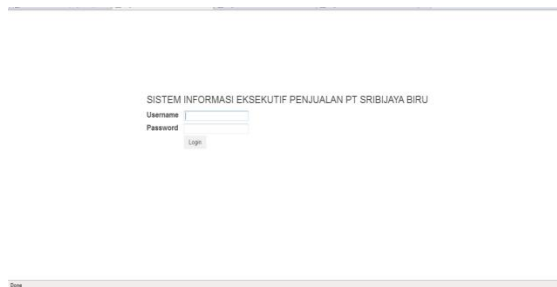 SISTEM INFORMASI EKSEKUTIF PENJUALAN PT SRIBIJAYA BIRU
Username
Password
Login
Done